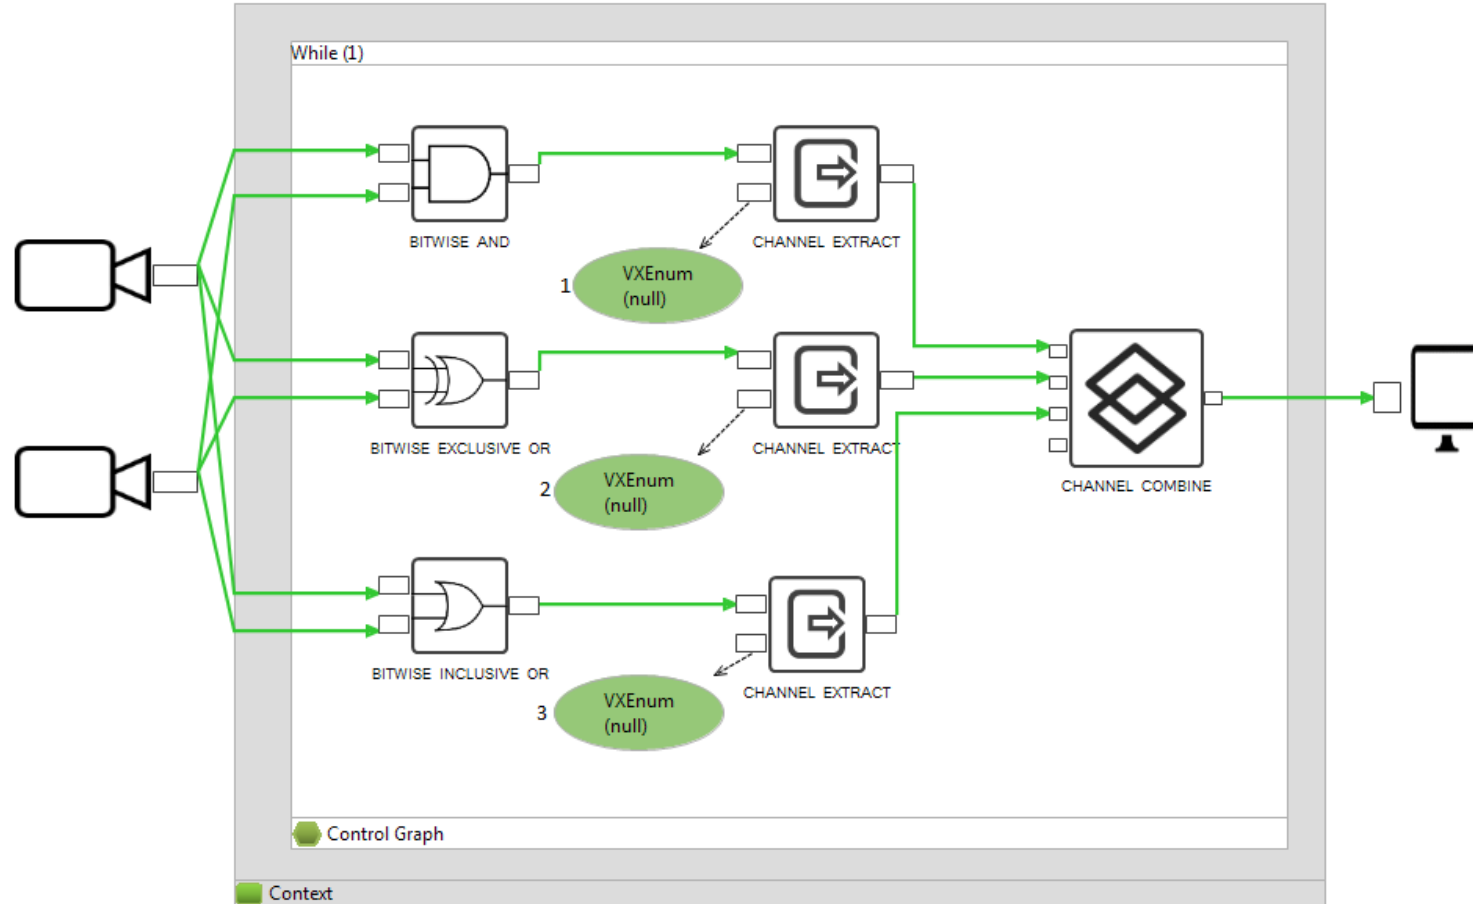 While (1)
BITWISE AND
CHANNEL EXTRACT
1
VXEnum
(null)
BITWISE EXCLUSIVE OR
CHANNEL EXTRACT
2
VXEnum
(null)
CHANNEL COMBINE
BITWISE INCLUSIVE OR
CHANNEL EXTRACT
3
VXEnum
(null)
Control Graph
Context